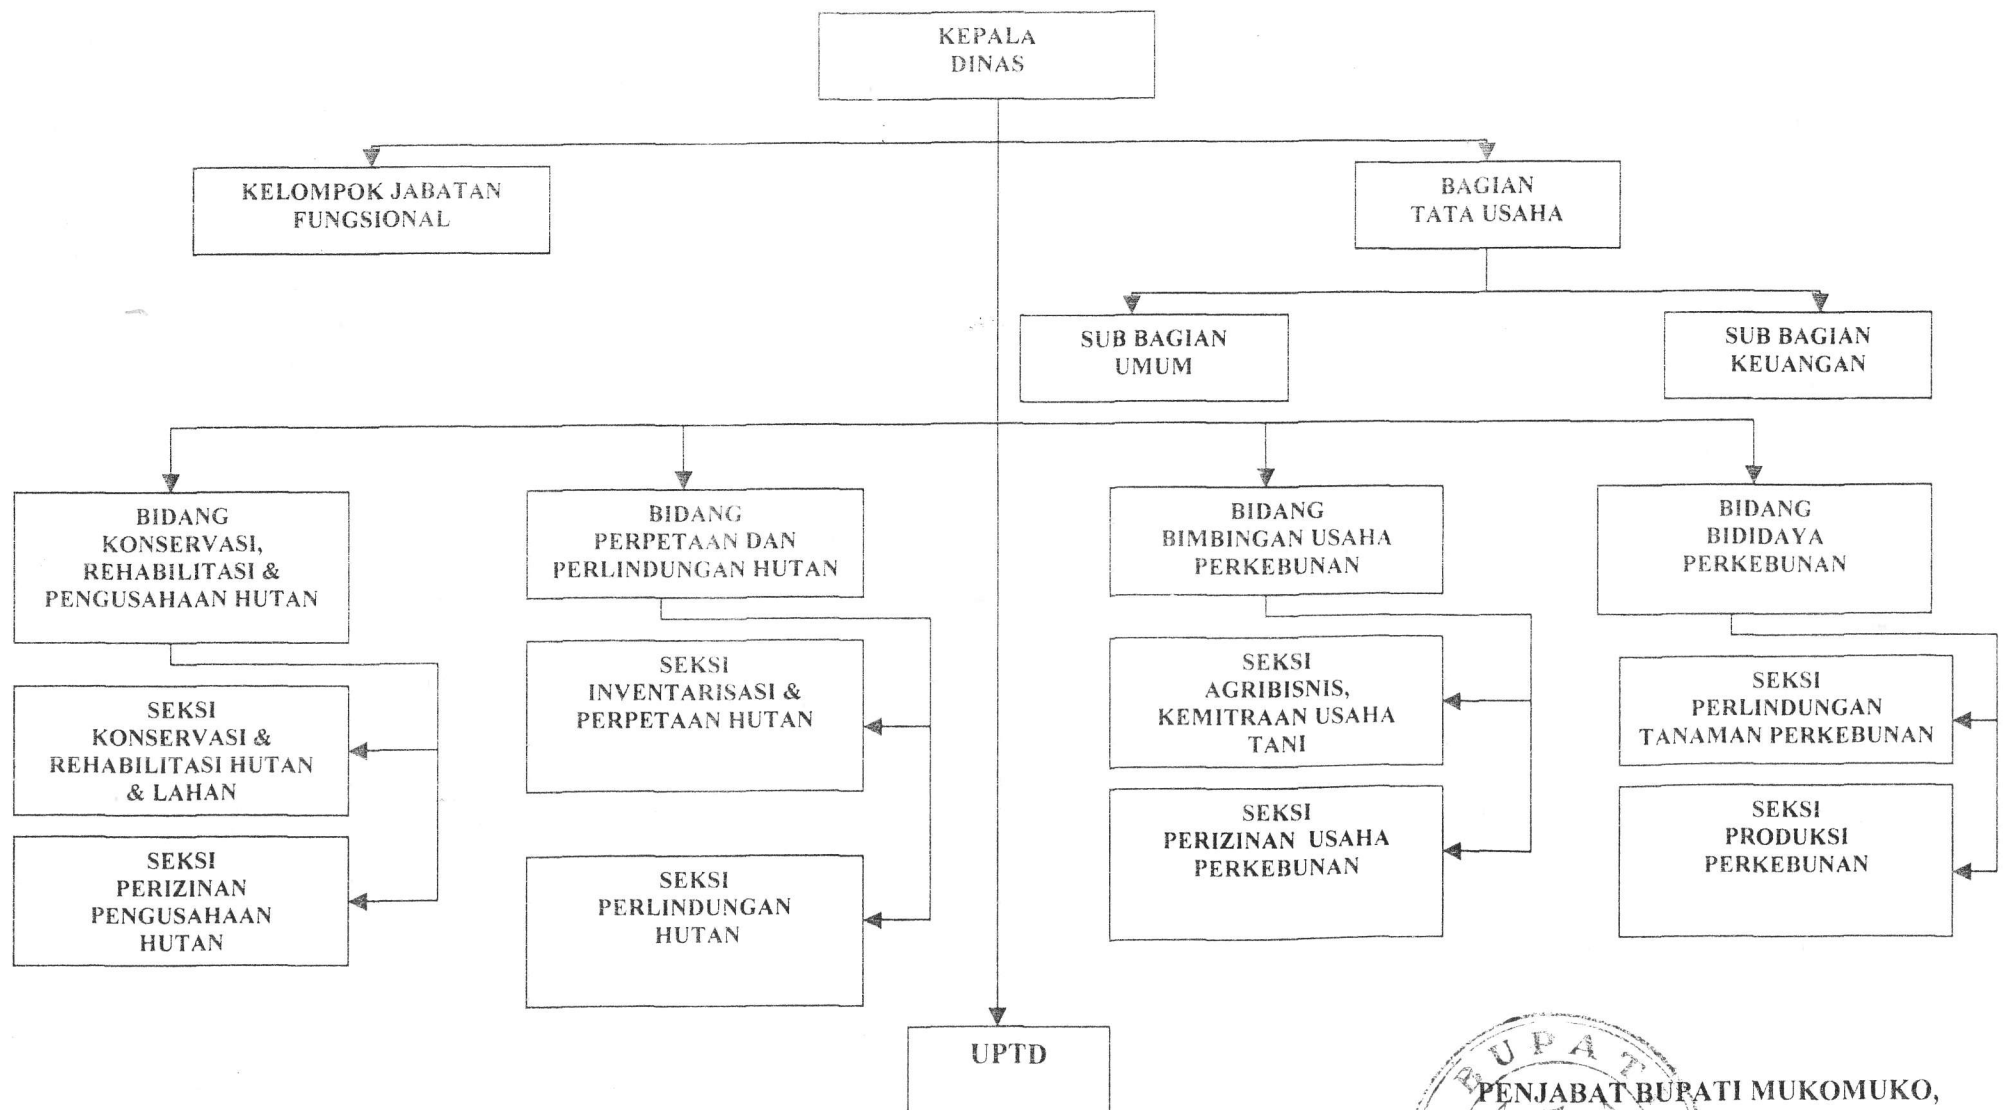 KEPALA
DINAS
KELOMPOK JABATAN
FUNGSIONAL
BAGIAN
TATA USAHA
SUB BAGIAN
UMUM
SUB BAGIAN
KEUANGAN
BIDANG
KONSERVASI,
REHABILITASI &
PENGUSAHAAN HUTAN
BIDANG
PERPETAAN DAN
PERLINDUNGAN HUTAN
BIDANG
BIMBINGAN USAHA
PERKEBUNAN
BIDANG
BIDIDAYA
PERKEBUNAN
SEKSI
KONSERVASI &
REHABILITASI HUTAN
& LAHAN
SEKSI
INVENTARISASI &
PERPETAAN HUTAN
SEKSI
AGRIBISNIS,
KEMITRAAN USAHA
TANI
SEKSI
PERLINDUNGAN
TANAMAN PERKEBUNAN
SEKSI
PERIZINAN
PENGUSAHAAN
HUTAN
SEKSI
PERLINDUNGAN
HUTAN
SEKSI
PERIZINAN USAHA
PERKEBUNAN
SEKSI
PRODUKSI
PERKEBUNAN
UPTD
BUPAT
PENJABAT BUPATI MUKOMUKO,